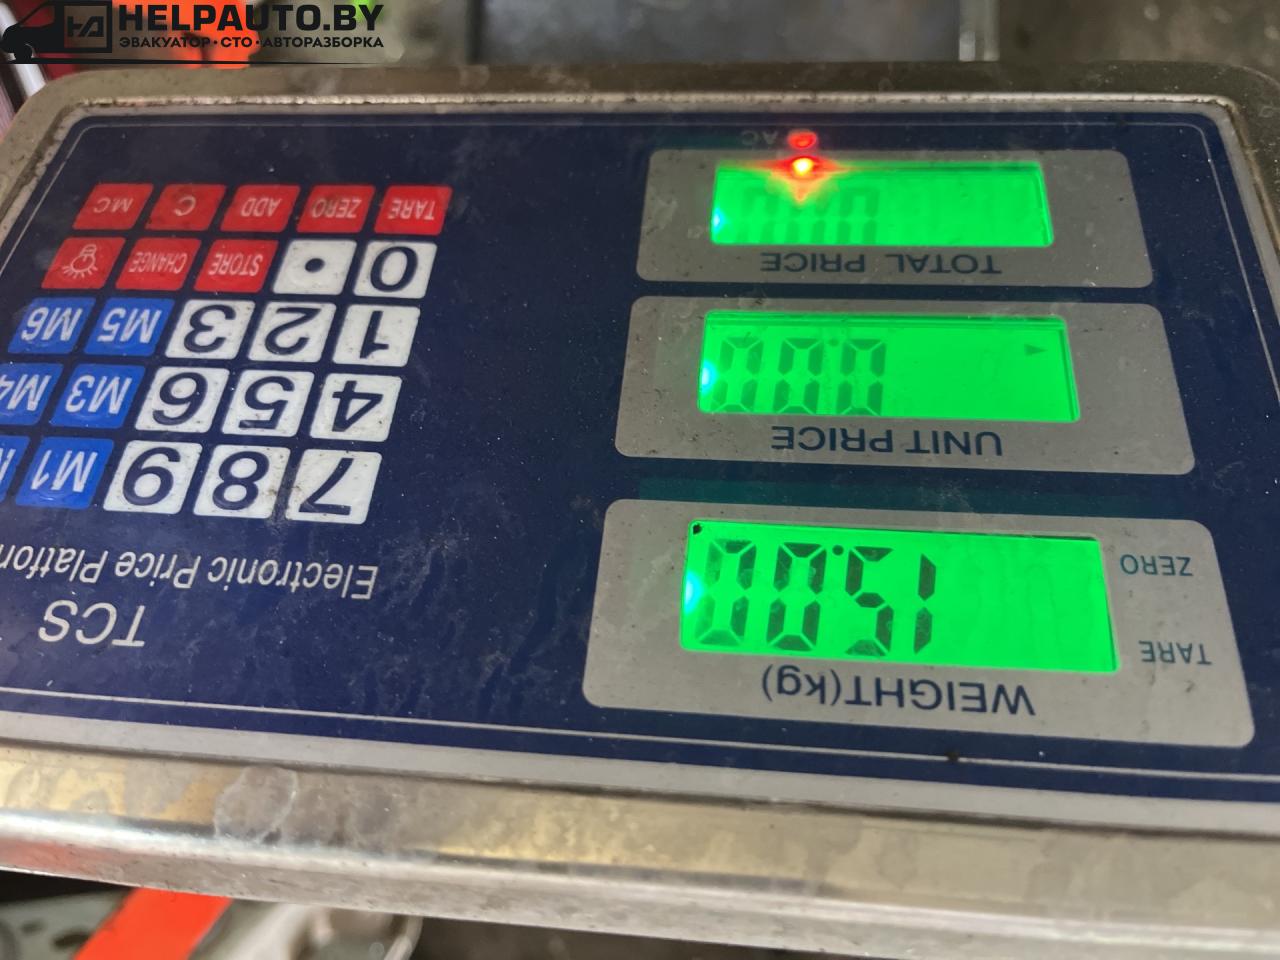 HELPAUTO.BY
ЭВАКУАТОР•СТО•АВТОРАЗБОРКА
WEIGHT(kg)
TARE
15.00
ZERO
UNIT PRICE
0.00
TOTAL PRICE
AC
TCS
Electronic Price Platfor
7 8 9 M1
4 5 6 M3 M4
1 2 3 M5 M6
0 • STORE CHANGE
TARE ZERO ADD C M.C